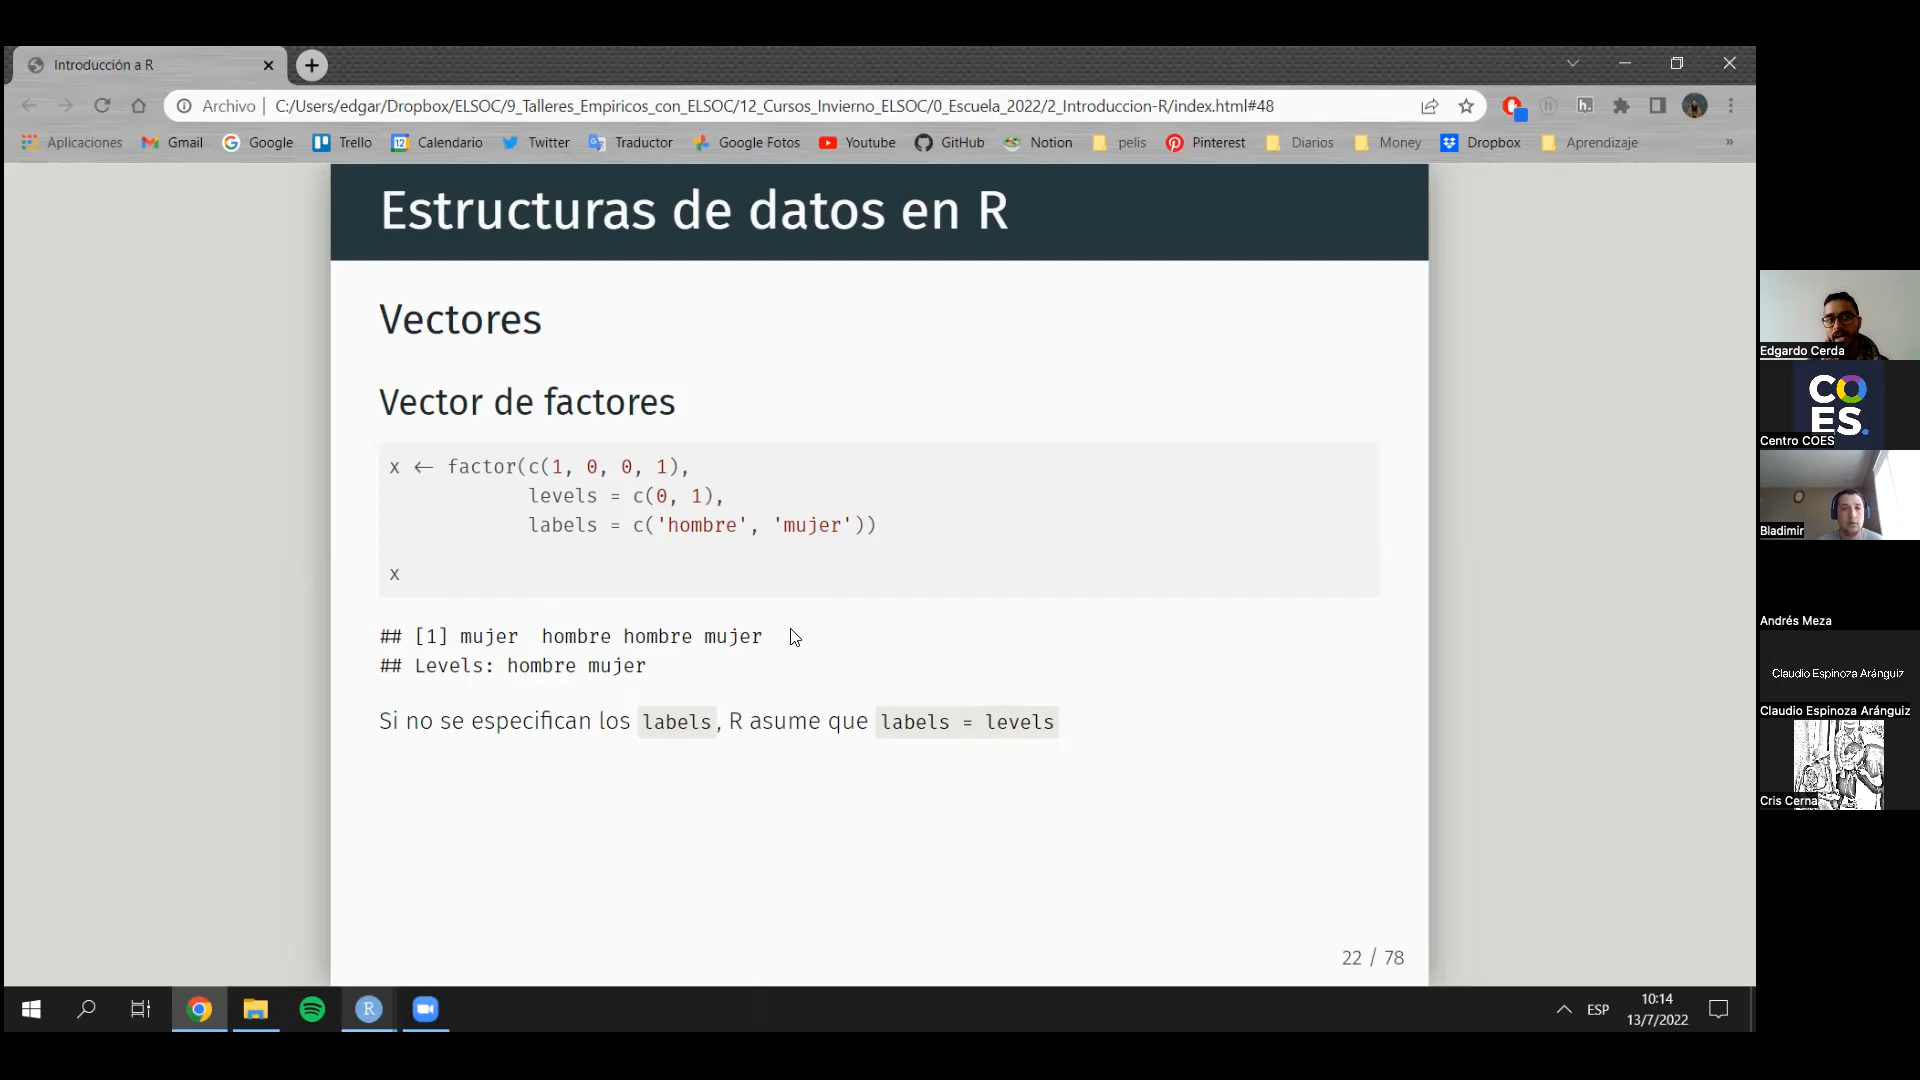 Introducción a R
Archivo | C:/Users/edgar/Dropbox/ELSOC/9_Talleres_Empiricos_con_ELSOC/12_Cursos_Invierno_ELSOC/0_Escuela_2022/2_Introduccion-R/index.html#48
Aplicaciones Gmail Google Trello Calendario Twitter Traductor Google Fotos Youtube GitHub Notion pelis Pinterest Diarios Money Dropbox Aprendizaje »
Estructuras de datos en R
Vectores
Vector de factores
x ← factor(c(1, 0, 0, 1),
levels = c(0, 1),
labels = c('hombre', 'mujer'))
x
## [1] mujer  hombre hombre mujer
## Levels: hombre mujer
Si no se especifican los labels, R asume que labels = levels
22 / 78
Edgardo Cerda
COES.
Centro COES
Bladimir
Andrés Meza
Claudio Espinoza Aránguiz
Claudio Espinoza Aránguiz
Cris Cerna
ESP
10:14
13/7/2022